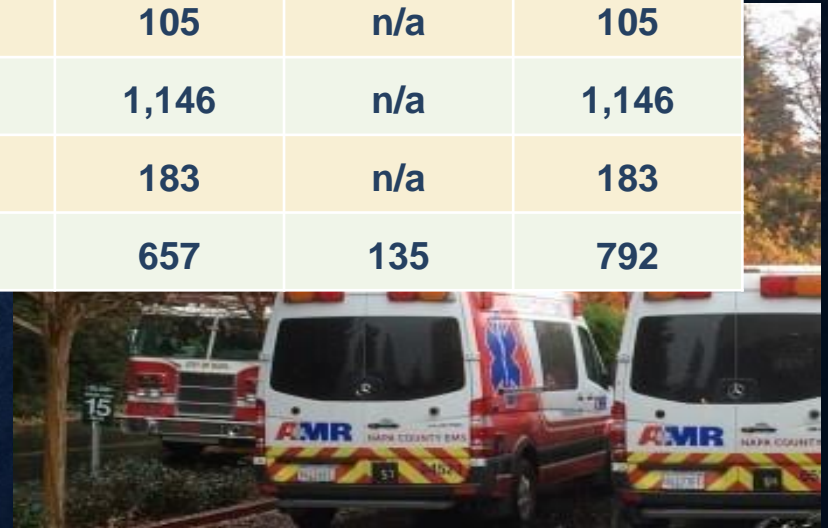 105 n/a 105
1,146 n/a 1,146
183 n/a 183
657 135 792
15
AMR NAPA COUNTY EMS
AMR NAPA COUNTY